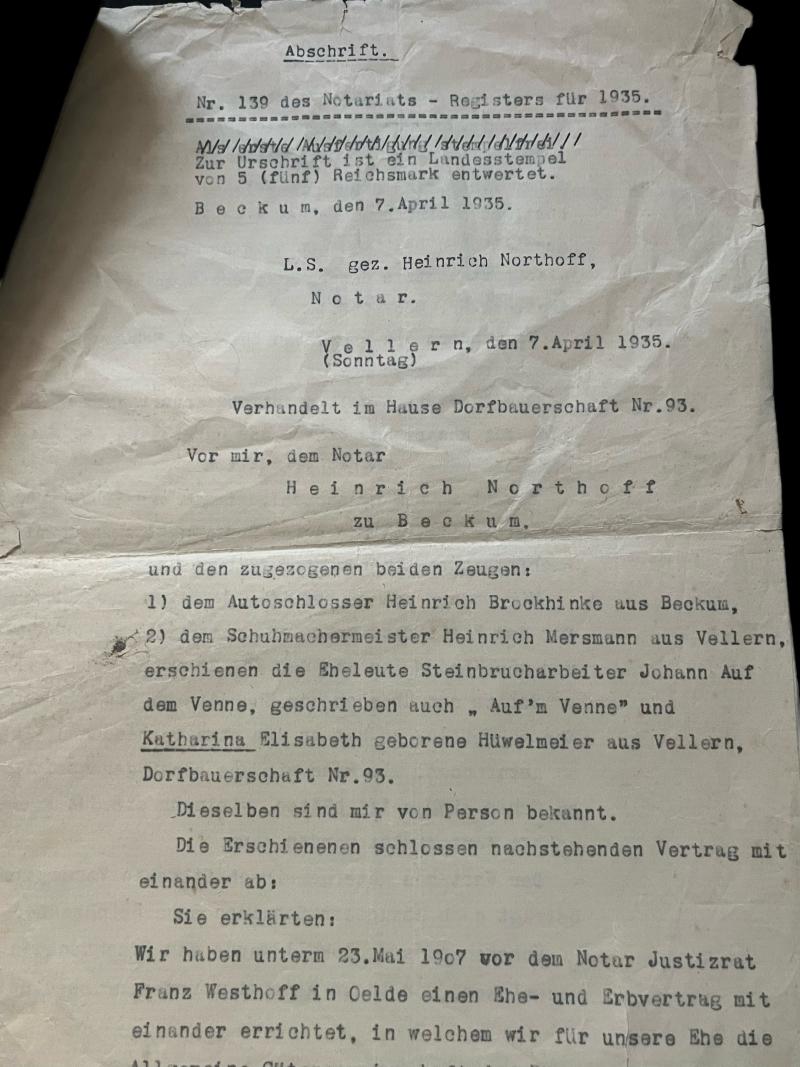 Abschrift.
Nr. 139 des Notariats - Registers für 1935.
Zur Urschrift ist ein Landesstempel
von 5 (fünf) Reichsmark entwertet.
B e c k u m, den 7.April 1935.
L.S. gez. Heinrich Northoff,
N o t a r.
V e l l e r n, den 7.April 1935.
(Sonntag)
Verhandelt im Hause Dorfbauerschaft Nr.93.
Vor mir, dem Notar
H e i n r i c h N o r t h o f f
zu B e c k u m,
und den zugezogenen beiden Zeugen:
1) dem Autoschlosser Heinrich Brockhinke aus Beckum,
2) dem Schuhmachermeister Heinrich Mersmann aus Vellern,
erschienen die Eheleute Steinbrucharbeiter Johann Auf
dem Venne, geschrieben auch „ Auf'm Venne” und
Katharina Elisabeth geborene Hüwelmeier aus Vellern,
Dorfbauerschaft Nr.93.
Dieselben sind mir von Person bekannt.
Die Erschienenen schlossen nachstehenden Vertrag mit
einander ab:
Sie erklärten:
Wir haben unterm 23.Mai 19o7 vor dem Notar Justizrat
Franz Westhoff in Oelde einen Ehe- und Erbvertrag mit
einander errichtet, in welchem wir für unsere Ehe die